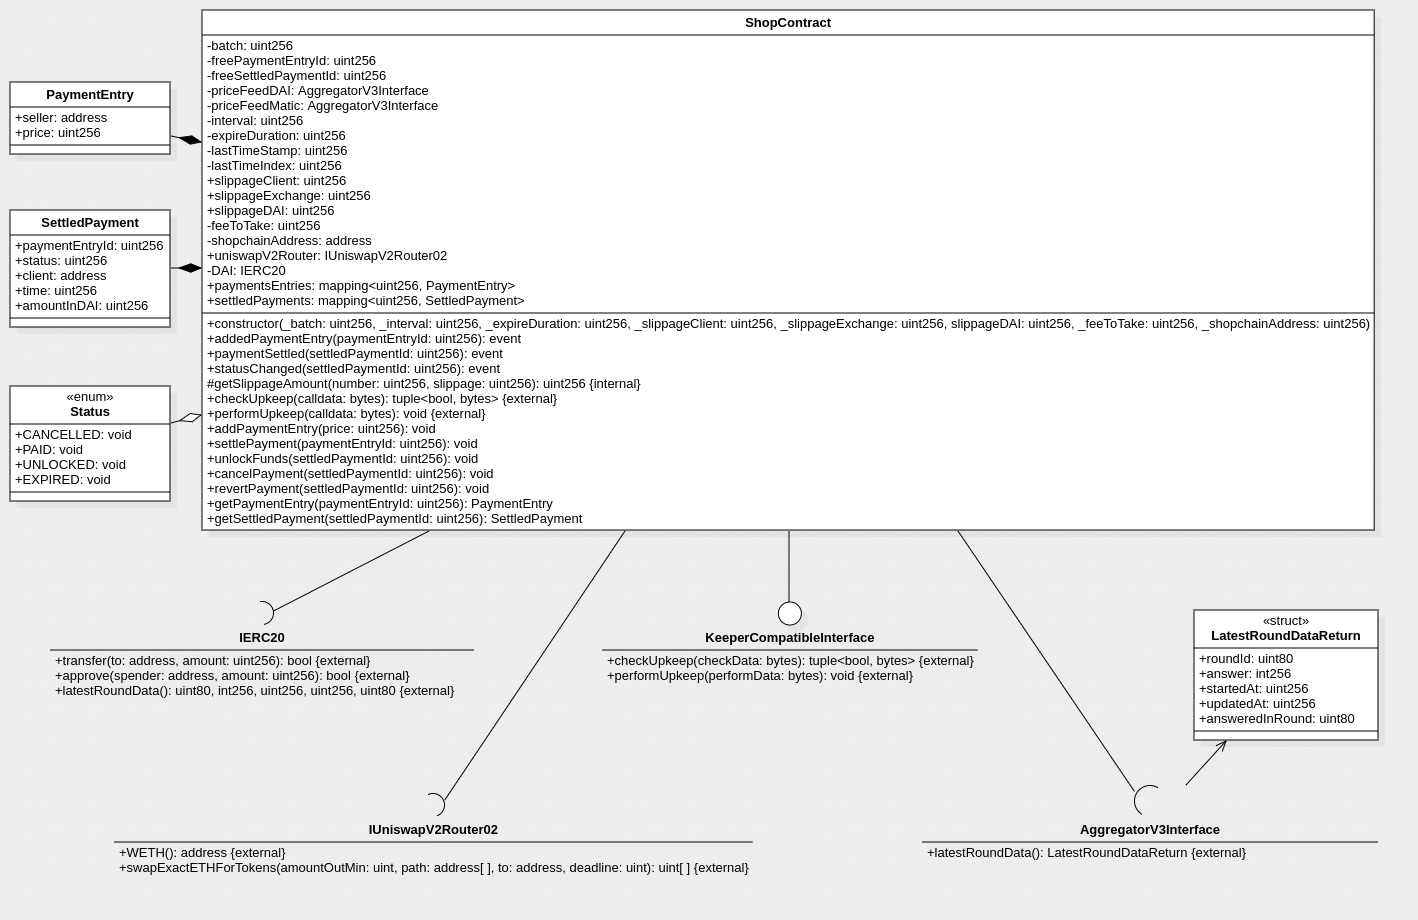 ShopContract
-batch: uint256
-freePaymentEntryId: uint256
-freeSettledPaymentId: uint256
-priceFeedDAI: AggregatorV3Interface
-priceFeedMatic: AggregatorV3Interface
-interval: uint256
-expireDuration: uint256
-lastTimeStamp: uint256
-lastTimeIndex: uint256
+slippageClient: uint256
+slippageExchange: uint256
+slippageDAI: uint256
-feeToTake: uint256
-shopchainAddress: address
+uniswapV2Router: IUniswapV2Router02
-DAI: IERC20
+paymentsEntries: mapping<uint256, PaymentEntry>
+settledPayments: mapping<uint256, SettledPayment>
+constructor(_batch: uint256, _interval: uint256, _expireDuration: uint256, _slippageClient: uint256, _slippageExchange: uint256, slippageDAI: uint256, _feeToTake: uint256, _shopchainAddress: uint256)
+addedPaymentEntry(paymentEntryId: uint256): event
+paymentSettled(settledPaymentId: uint256): event
+statusChanged(settledPaymentId: uint256): event
#getSlippageAmount(number: uint256, slippage: uint256): uint256 {internal}
+checkUpkeep(calldata: bytes): tuple<bool, bytes> {external}
+performUpkeep(calldata: bytes): void {external}
+addPaymentEntry(price: uint256): void
+settlePayment(paymentEntryId: uint256): void
+unlockFunds(settledPaymentId: uint256): void
+cancelPayment(settledPaymentId: uint256): void
+revertPayment(settledPaymentId: uint256): void
+getPaymentEntry(paymentEntryId: uint256): PaymentEntry
+getSettledPayment(settledPaymentId: uint256): SettledPayment
PaymentEntry
+seller: address
+price: uint256
SettledPayment
+paymentEntryId: uint256
+status: uint256
+client: address
+time: uint256
+amountInDAI: uint256
«enum»
Status
+CANCELLED: void
+PAID: void
+UNLOCKED: void
+EXPIRED: void
IERC20
+transfer(to: address, amount: uint256): bool {external}
+approve(spender: address, amount: uint256): bool {external}
+latestRoundData(): uint80, int256, uint256, uint256, uint80 {external}
KeeperCompatibleInterface
+checkUpkeep(checkData: bytes): tuple<bool, bytes> {external}
+performUpkeep(performData: bytes): void {external}
«struct»
LatestRoundDataReturn
+roundId: uint80
+answer: int256
+startedAt: uint256
+updatedAt: uint256
+answeredInRound: uint80
IUniswapV2Router02
+WETH(): address {external}
+swapExactETHForTokens(amountOutMin: uint, path: address[ ], to: address, deadline: uint): uint[ ] {external}
AggregatorV3Interface
+latestRoundData(): LatestRoundDataReturn {external}